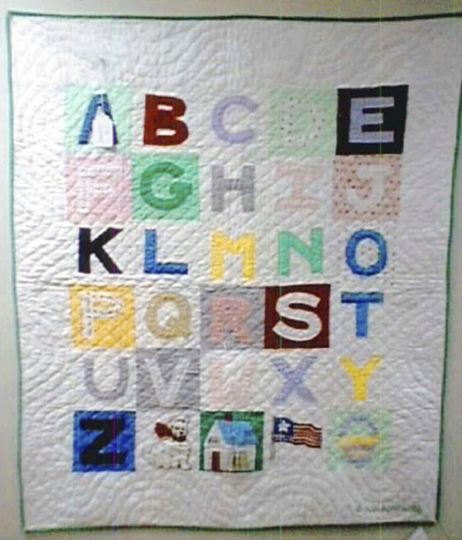 A B C D E
F G H I J
K L M N O
P Q R S T
U V W X Y
Z